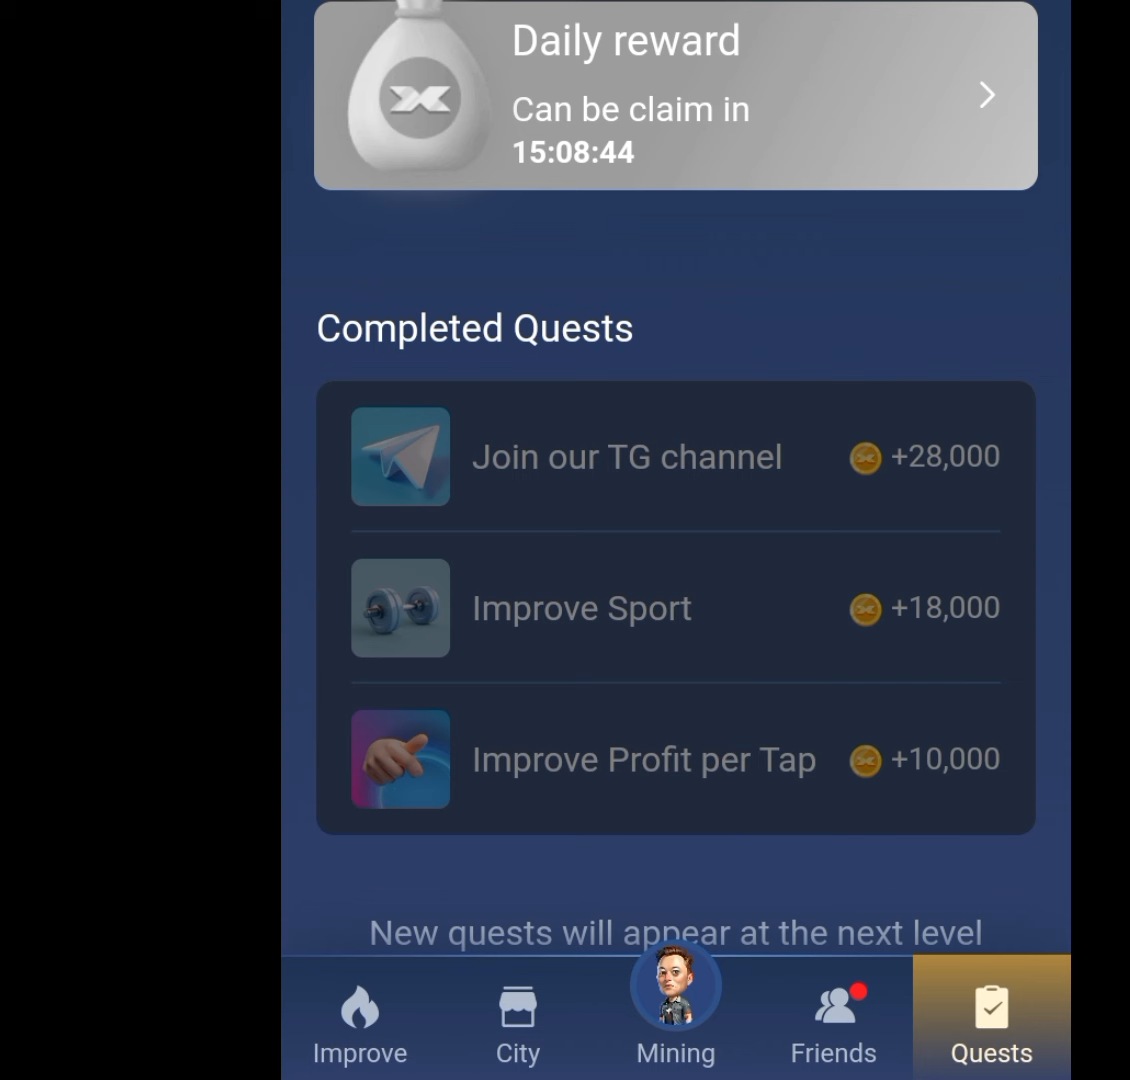 Daily reward
Can be claim in
15:08:44
Completed Quests
Join our TG channel +28,000
Improve Sport +18,000
Improve Profit per Tap +10,000
New quests will appear at the next level
Improve City Mining Friends Quests